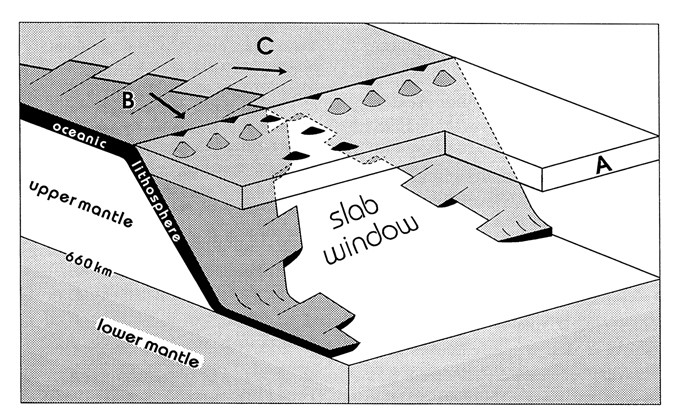 C
B
A
oceanic
lithosphere
upper mantle
slab
window
660 km
lower mantle